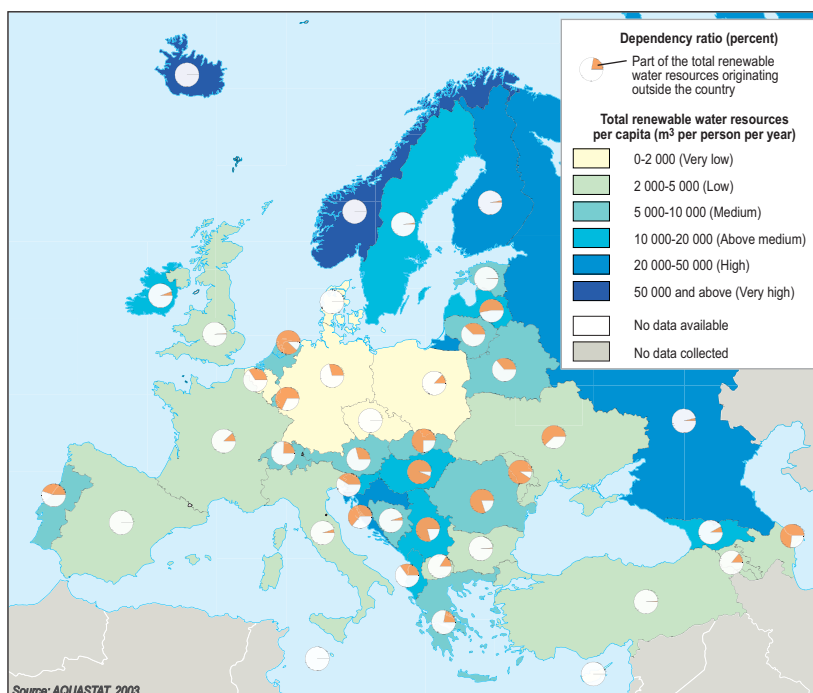 Dependency ratio (percent)
Part of the total renewable
water resources originating
outside the country
Total renewable water resources
per capita (m³ per person per year)
0-2 000 (Very low)
2 000-5 000 (Low)
5 000-10 000 (Medium)
10 000-20 000 (Above medium)
20 000-50 000 (High)
50 000 and above (Very high)
No data available
No data collected
Source: AQUASTAT, 2003